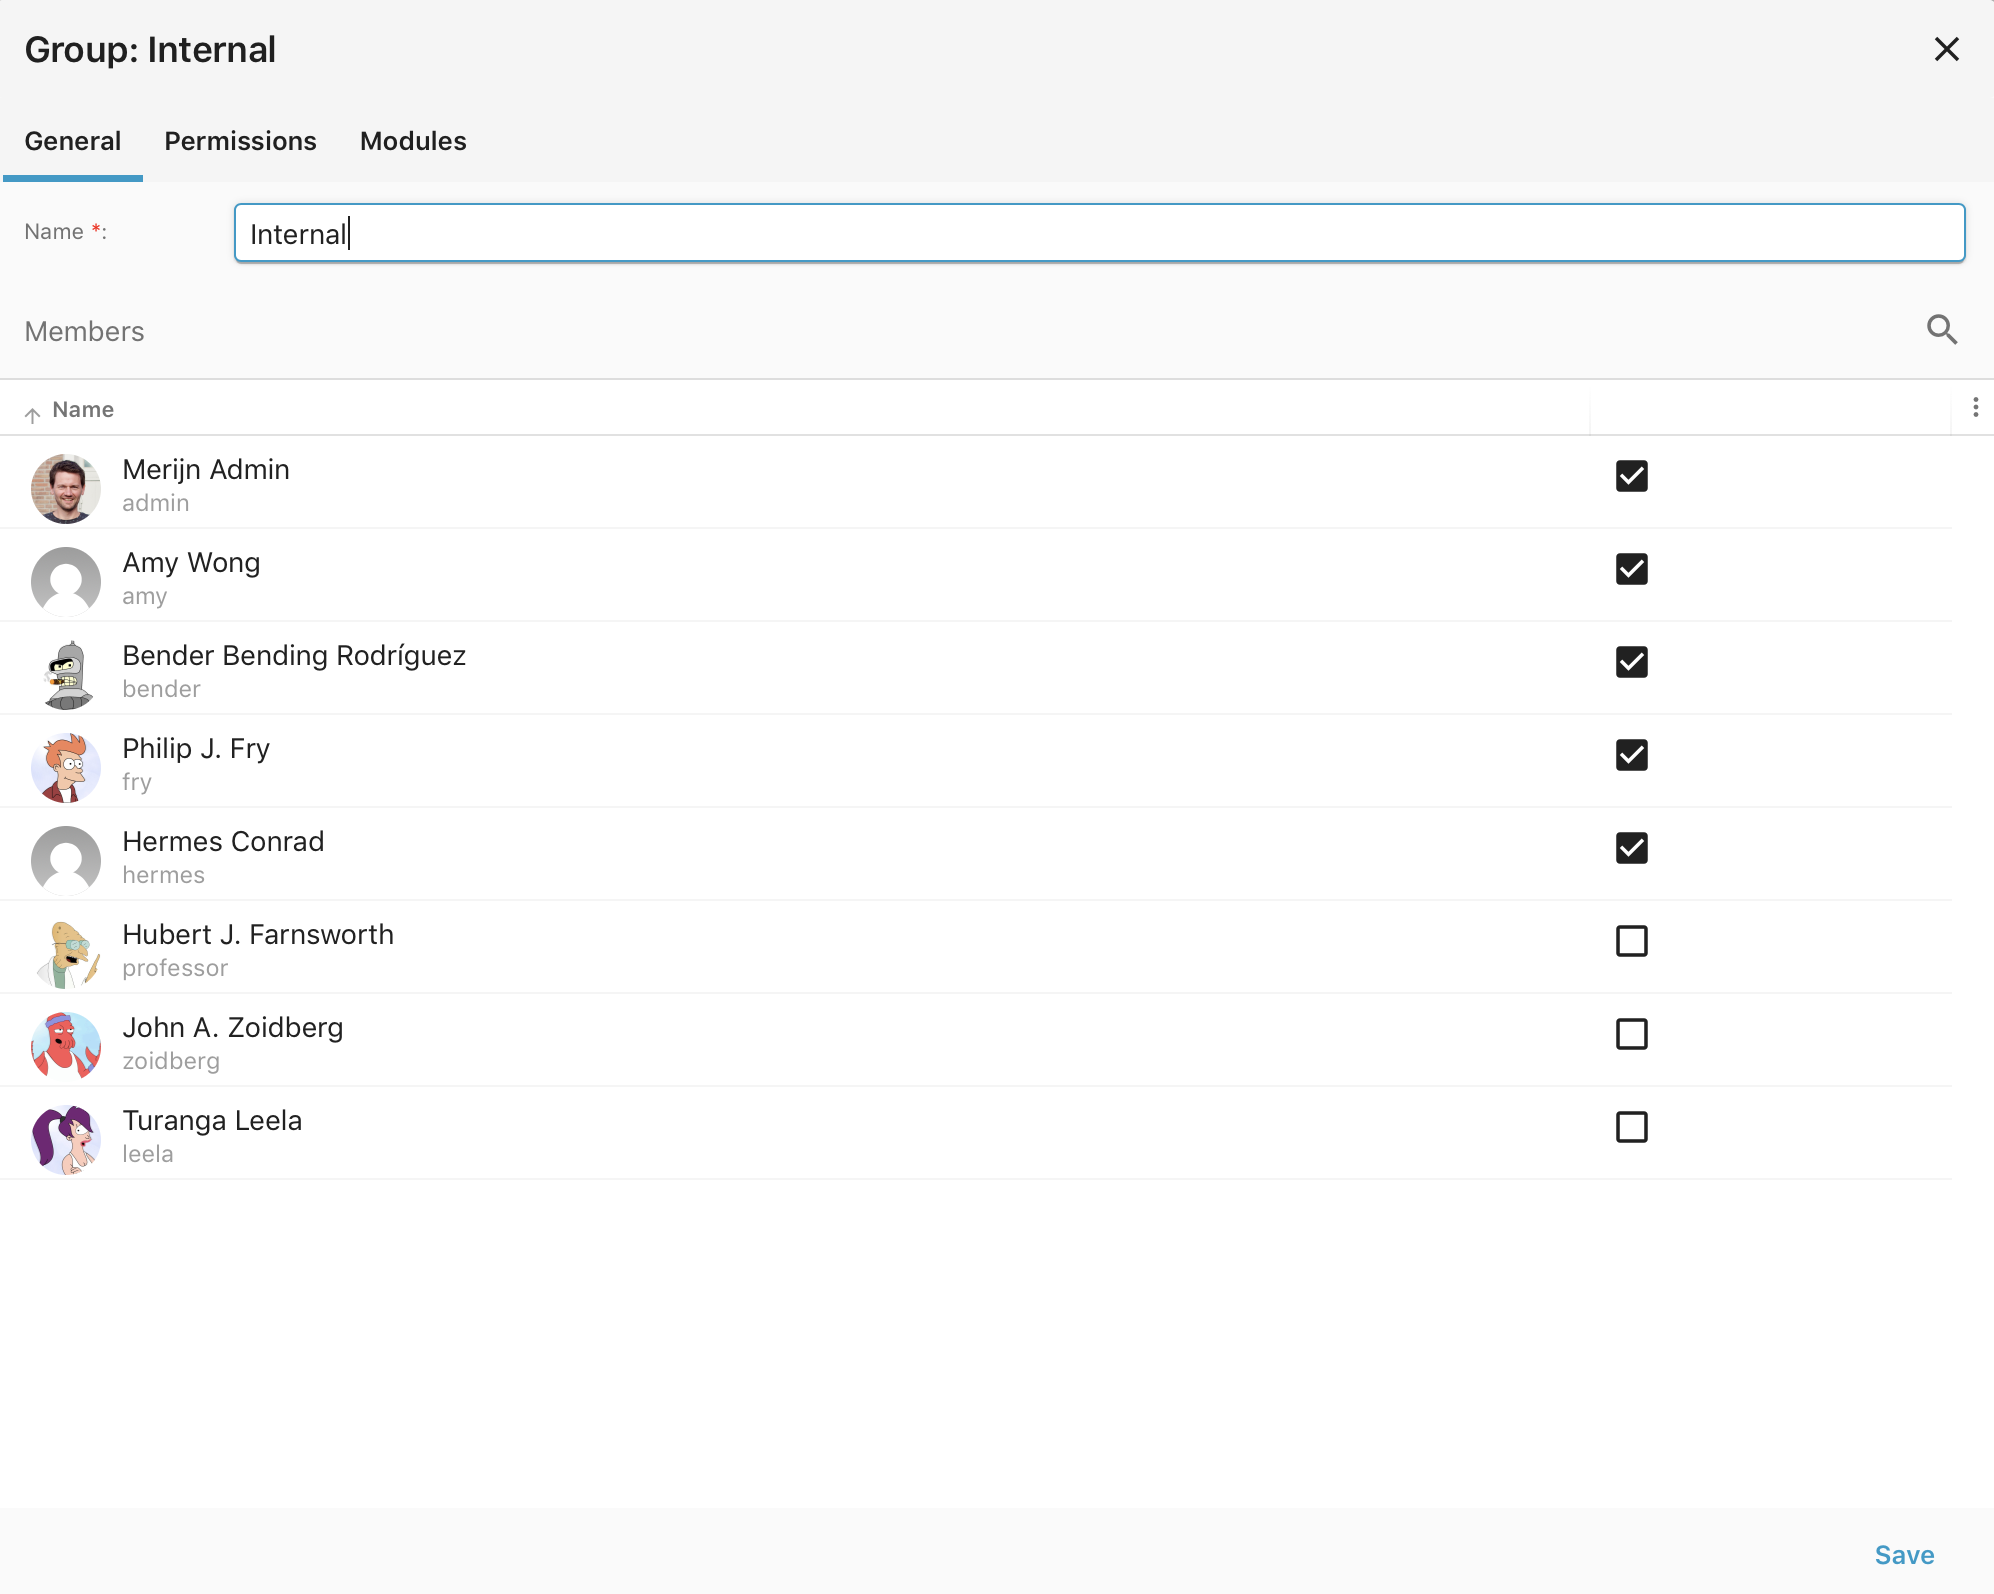 Group: Internal
General Permissions Modules
Name *: Internal
Members
Name
Merijn Admin
admin
Amy Wong
amy
Bender Bending Rodríguez
bender
Philip J. Fry
fry
Hermes Conrad
hermes
Hubert J. Farnsworth
professor
John A. Zoidberg
zoidberg
Turanga Leela
leela
Save